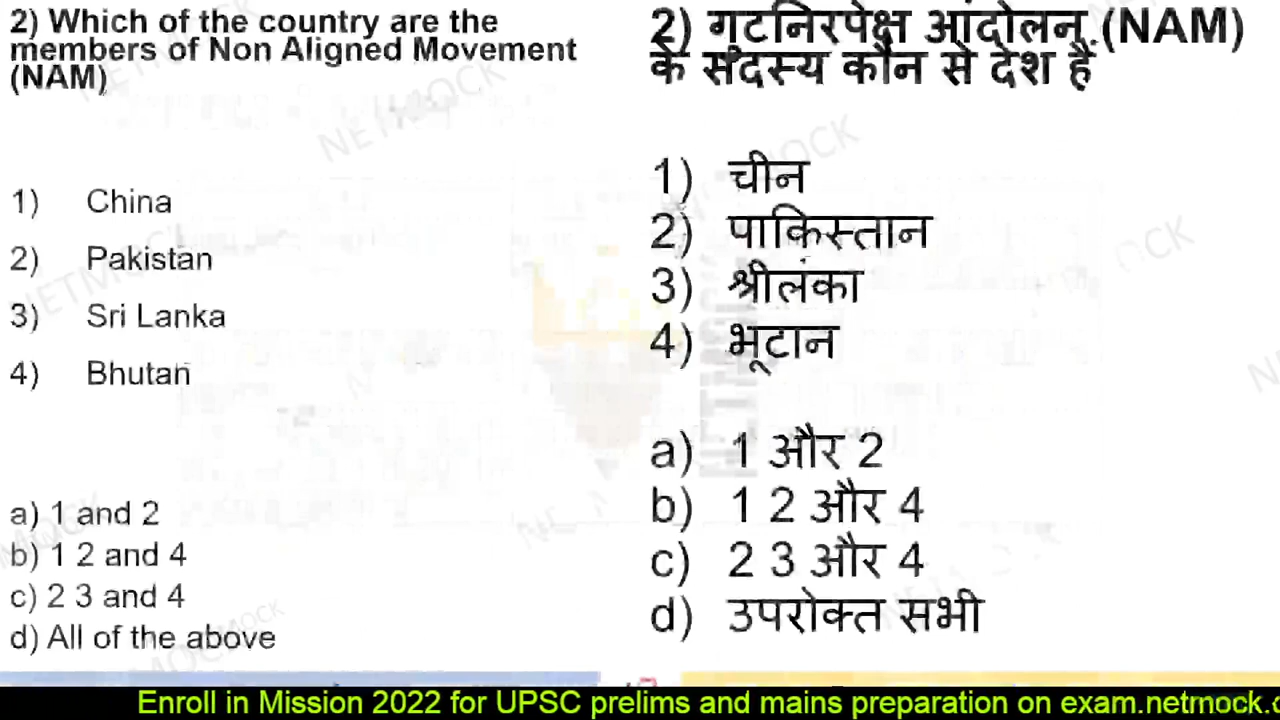 2) Which of the country are the
members of Non Aligned Movement
(NAM)
1) China
2) Pakistan
3) Sri Lanka
4) Bhutan
a) 1 and 2
b) 1 2 and 4
c) 2 3 and 4
d) All of the above
2) गुटनिरपेक्ष आंदोलन (NAM)
के सदस्य कौन से देश हैं
1) चीन
2) पाकिस्तान
3) श्रीलंका
4) भूटान
a) 1 और 2
b) 1 2 और 4
c) 2 3 और 4
d) उपरोक्त सभी
NETMOCK
Enroll in Mission 2022 for UPSC prelims and mains preparation on exam.netmock.c